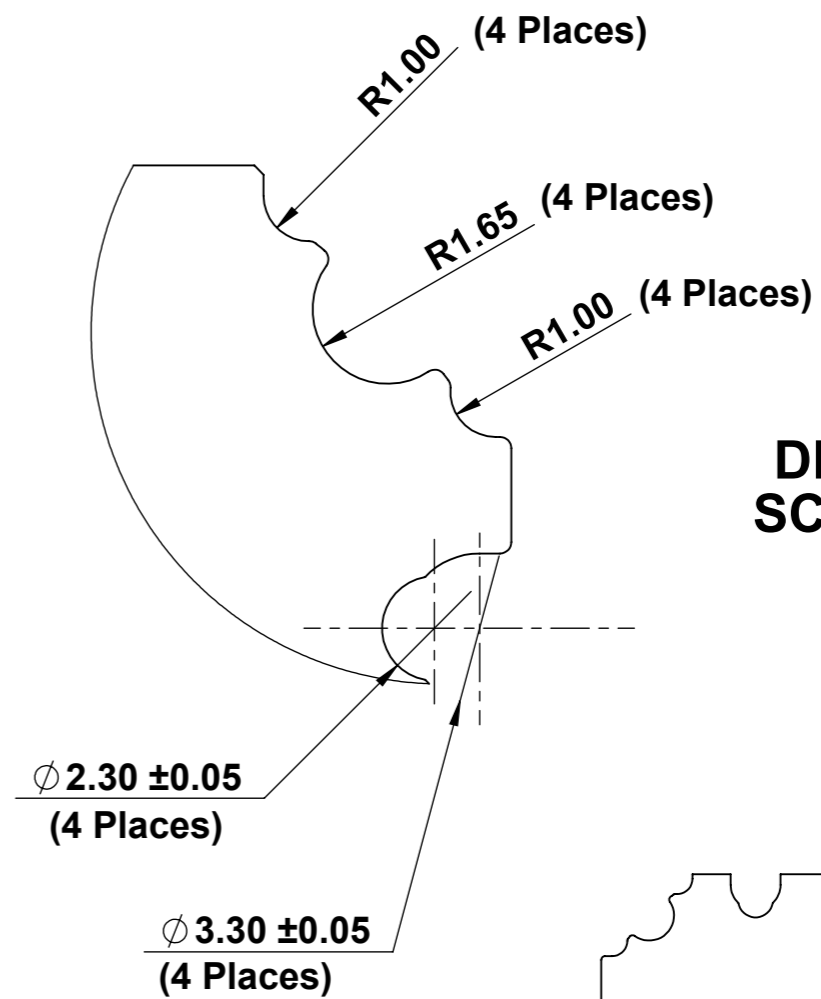 R1.00 (4 Places)
R1.65 (4 Places)
R1.00 (4 Places)
∅2.30 ±0.05
(4 Places)
∅3.30 ±0.05
(4 Places)